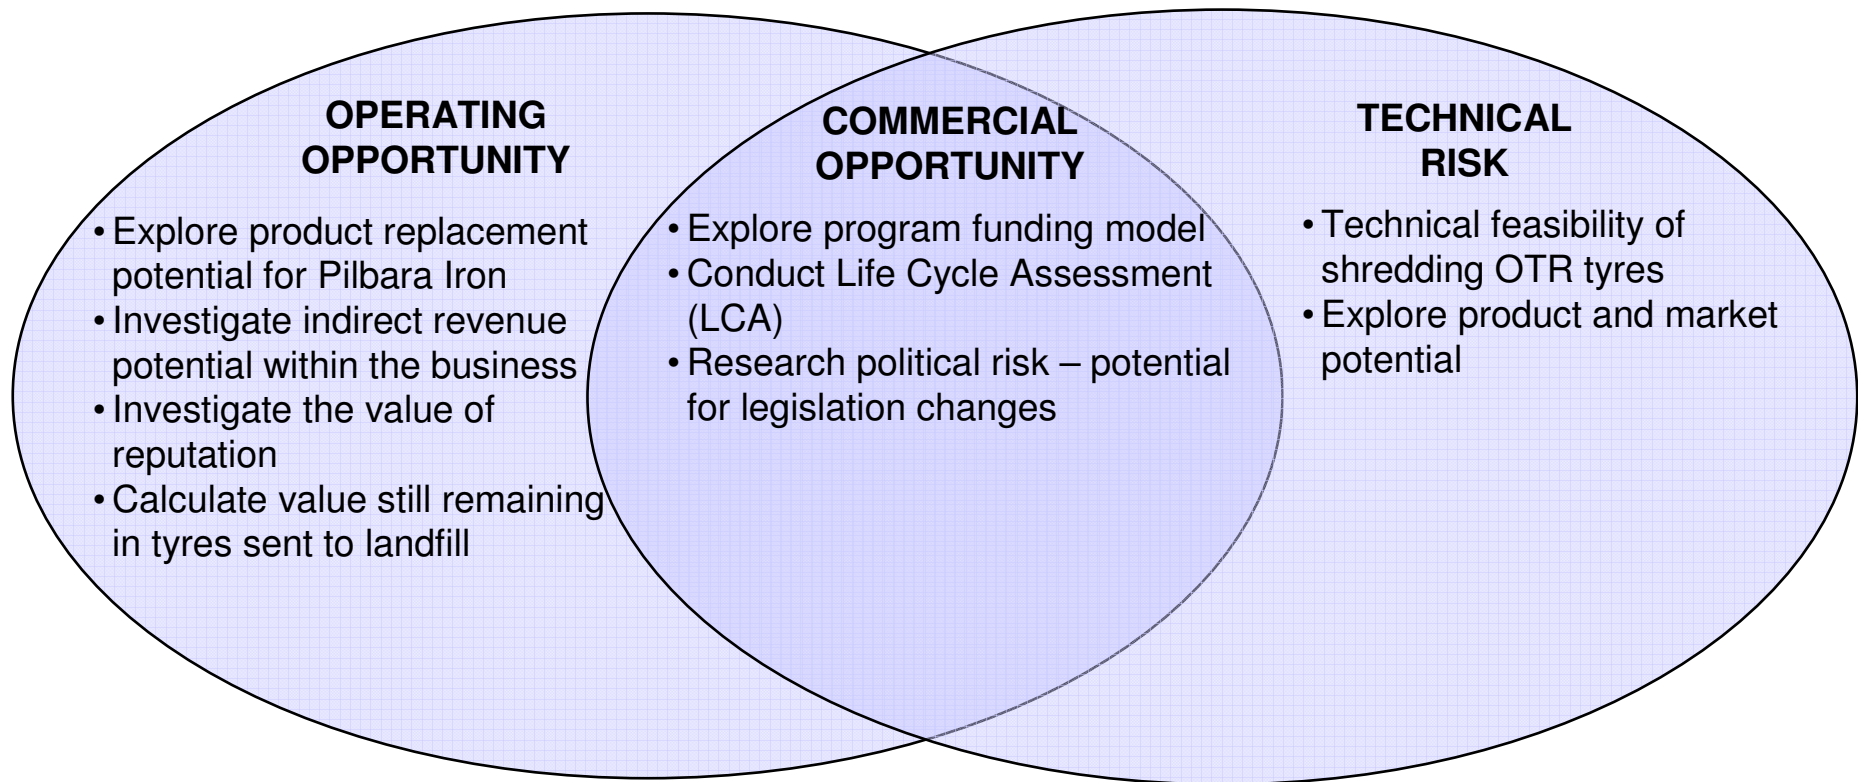 OPERATING
OPPORTUNITY
• Explore product replacement
potential for Pilbara Iron
• Investigate indirect revenue
potential within the business
• Investigate the value of
reputation
• Calculate value still remaining
in tyres sent to landfill
COMMERCIAL
OPPORTUNITY
• Explore program funding model
• Conduct Life Cycle Assessment
(LCA)
• Research political risk – potential
for legislation changes
TECHNICAL
RISK
• Technical feasibility of
shredding OTR tyres
• Explore product and market
potential